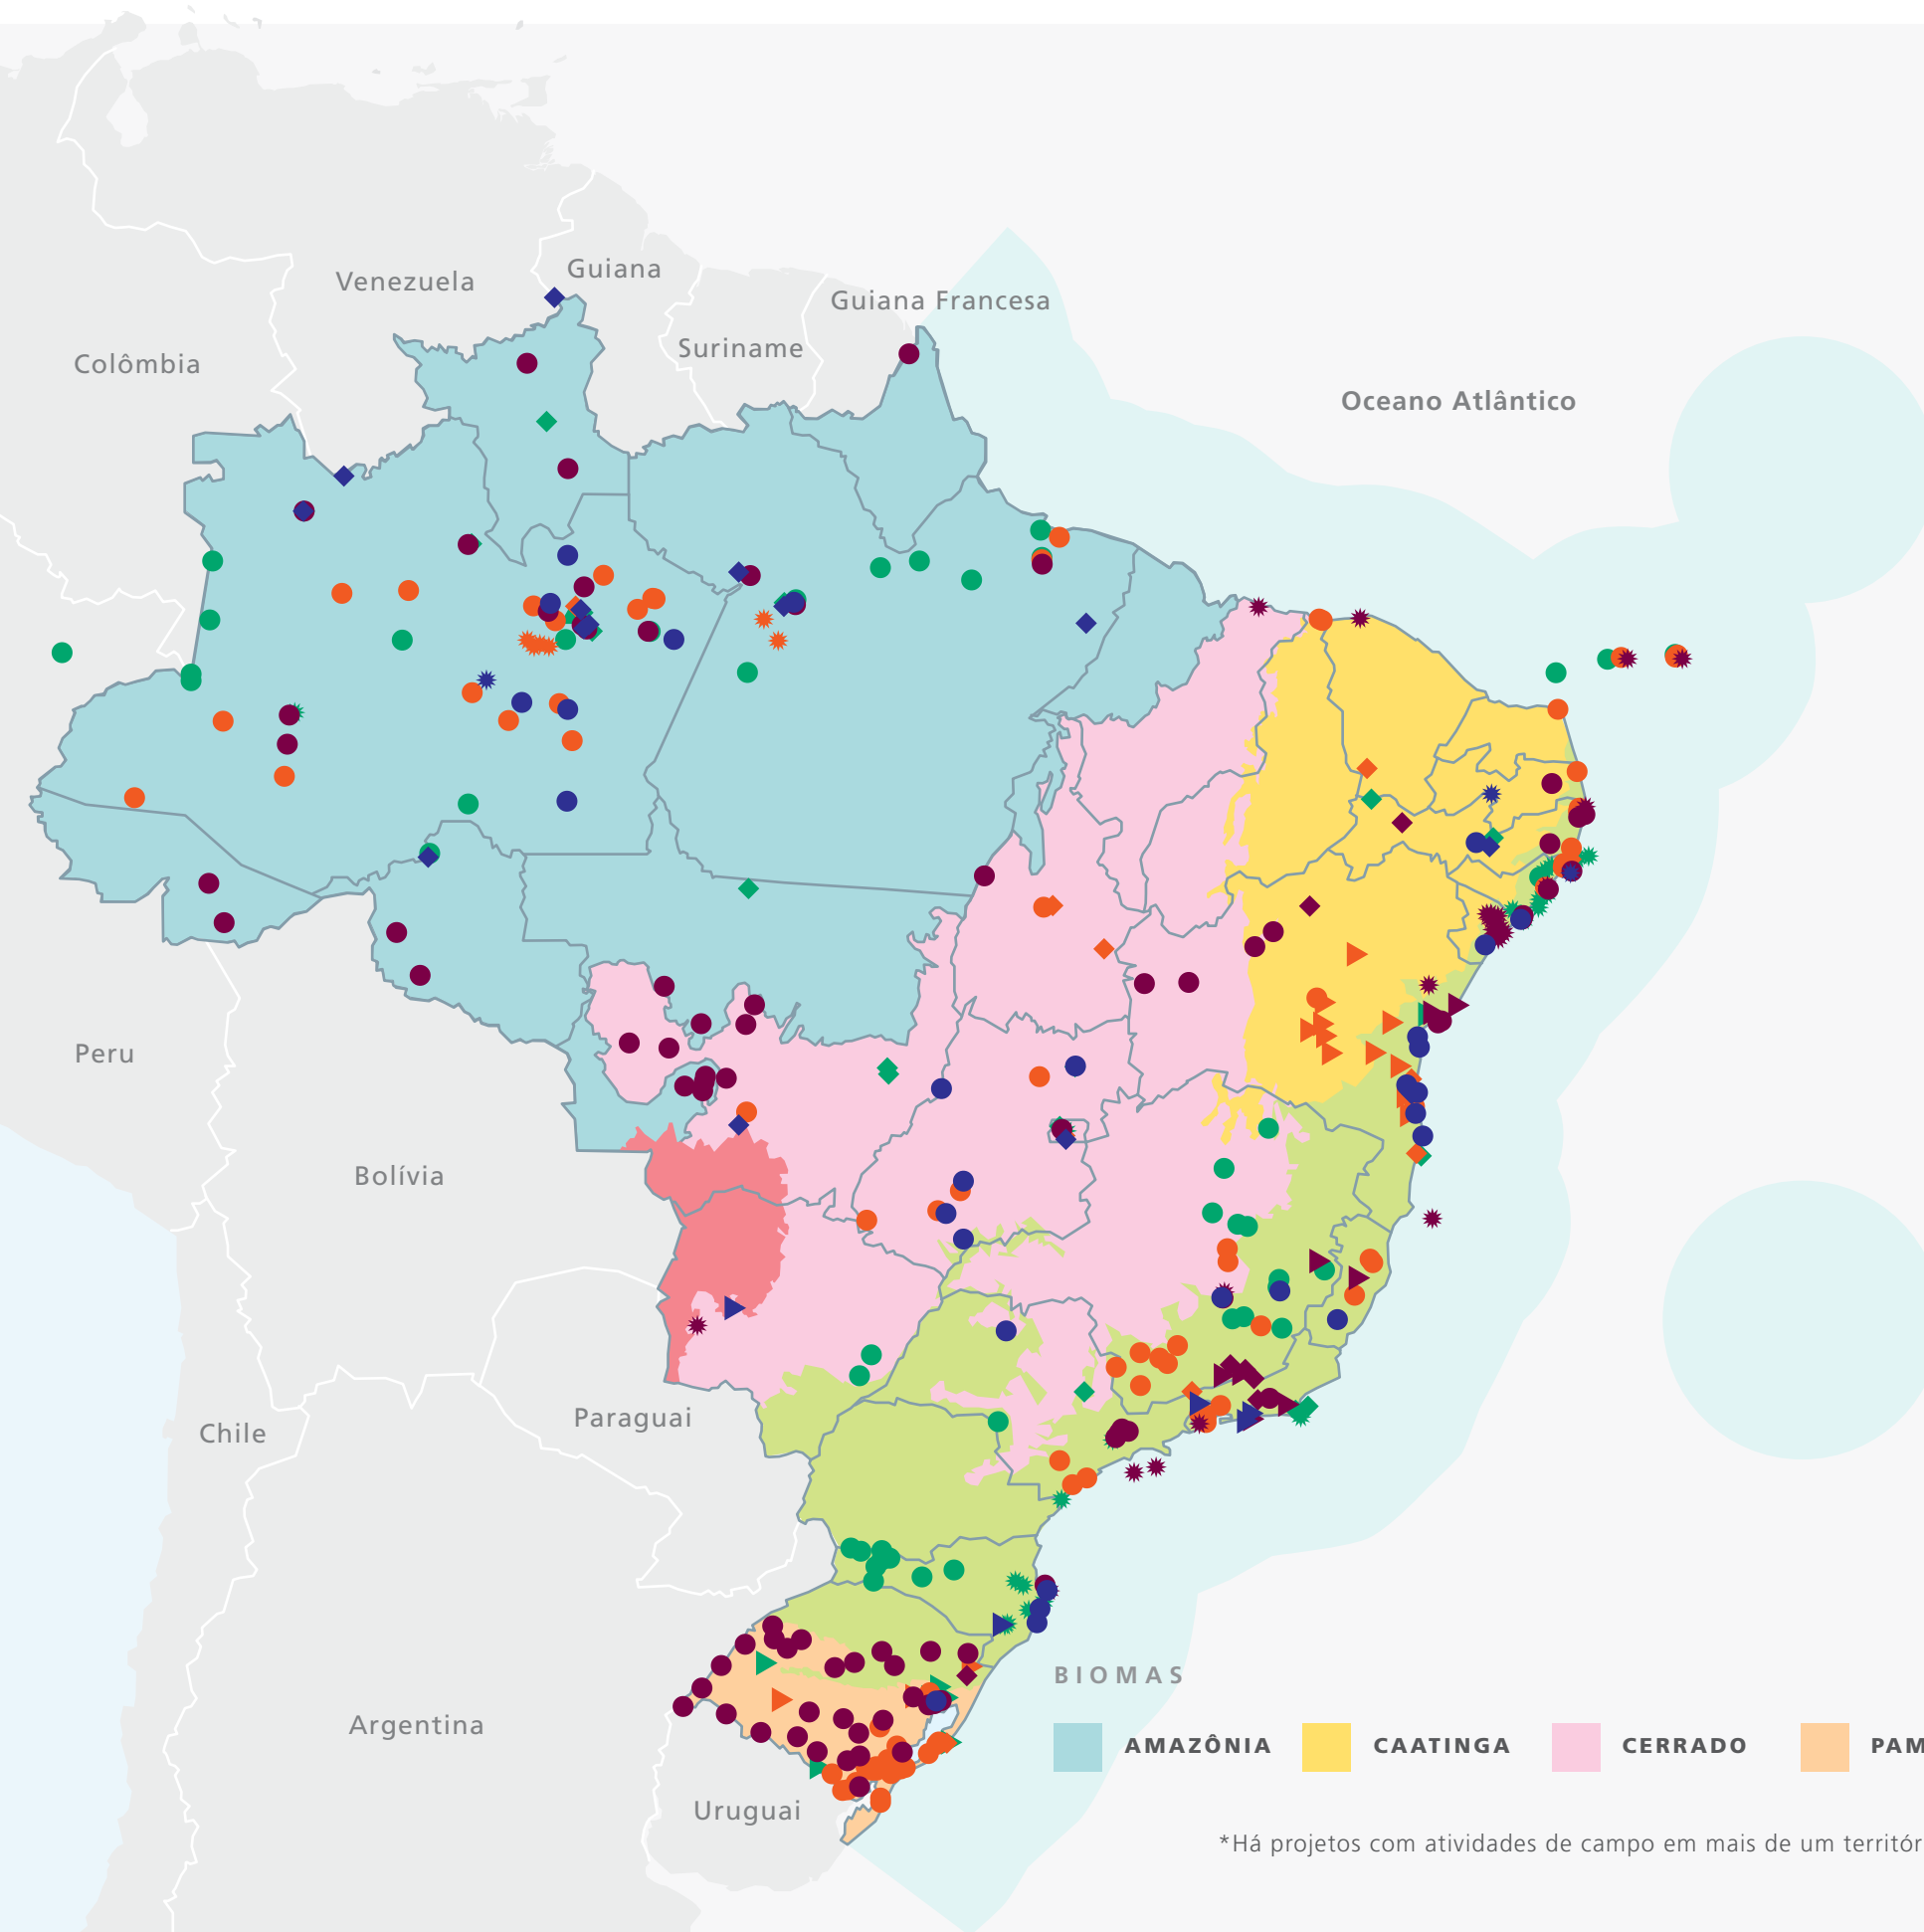 Venezuela
Guiana
Guiana Francesa
Colômbia
Suriname
Oceano Atlântico
Peru
Bolívia
Chile
Paraguai
Argentina
Uruguai
BIOMAS
AMAZÔNIA
CAATINGA
CERRADO
PAM
*Há projetos com atividades de campo em mais de um territór